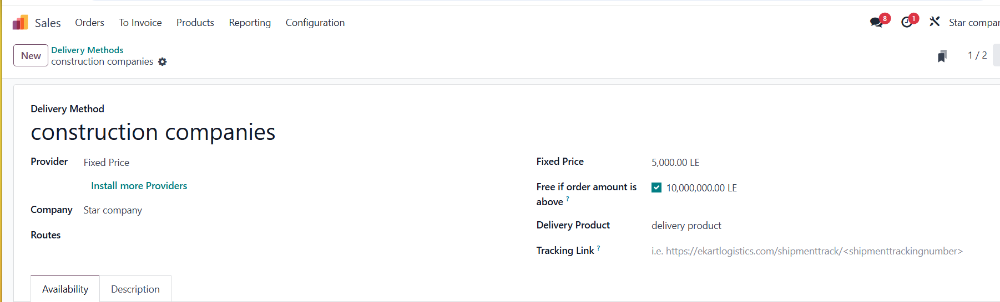 Sales Orders To Invoice Products Reporting Configuration 8 1 Star compar
New Delivery Methods
construction companies
1 / 2
Delivery Method
construction companies
Provider Fixed Price
Install more Providers
Company Star company
Routes
Fixed Price 5,000.00 LE
Free if order amount is
above ? 10,000,000.00 LE
Delivery Product delivery product
Tracking Link ? i.e. https://ekartlogistics.com/shipmenttrack/<shipmenttrackingnumber>
Availability Description